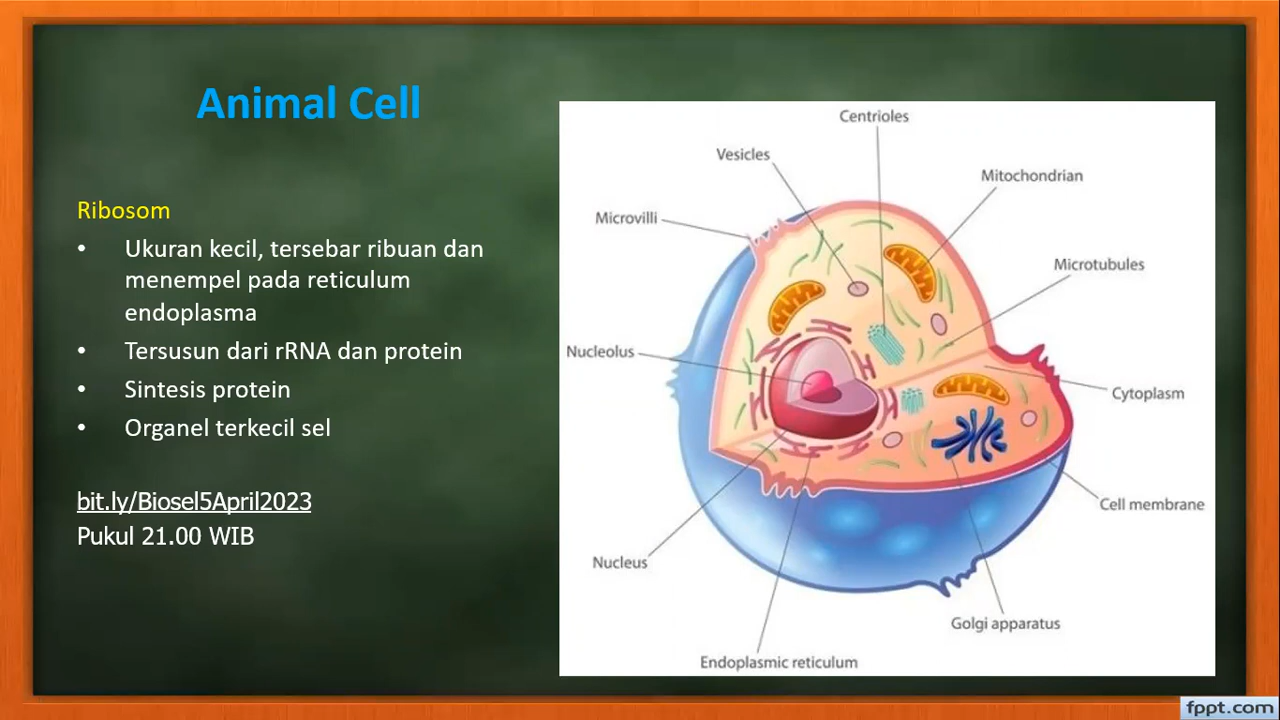 Animal Cell
Ribosom
• Ukuran kecil, tersebar ribuan dan
menempel pada reticulum
endoplasma
• Tersusun dari rRNA dan protein
• Sintesis protein
• Organel terkecil sel
bit.ly/Biosel5April2023
Pukul 21.00 WIB
Centrioles
Vesicles
Mitochondrian
Microvilli
Microtubules
Nucleolus
Cytoplasm
Cell membrane
Nucleus
Golgi apparatus
Endoplasmic reticulum
fppt.com